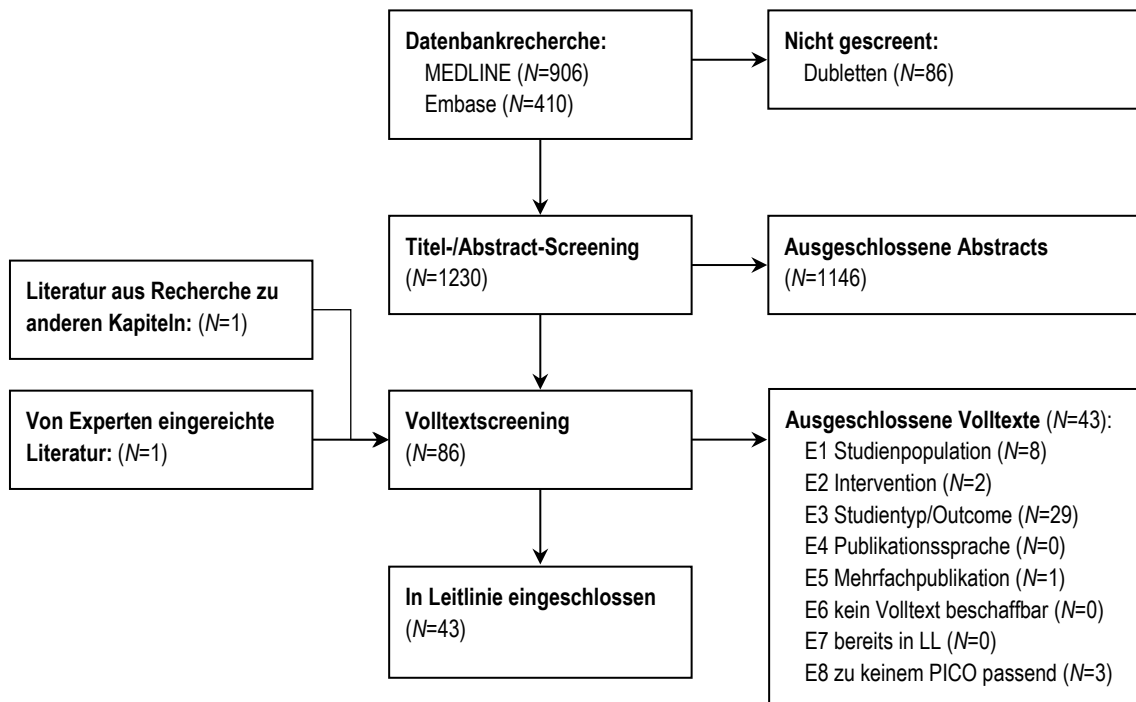 Datenbankrecherche:
MEDLINE (N=906)
Embase (N=410)
Nicht gescreent:
Dubletten (N=86)
Titel-/Abstract-Screening
(N=1230)
Ausgeschlossene Abstracts
(N=1146)
Literatur aus Recherche zu
anderen Kapiteln: (N=1)
Von Experten eingereichte
Literatur: (N=1)
Volltextscreening
(N=86)
Ausgeschlossene Volltexte (N=43):
E1 Studienpopulation (N=8)
E2 Intervention (N=2)
E3 Studientyp/Outcome (N=29)
E4 Publikationssprache (N=0)
E5 Mehrfachpublikation (N=1)
E6 kein Volltext beschaffbar (N=0)
E7 bereits in LL (N=0)
E8 zu keinem PICO passend (N=3)
In Leitlinie eingeschlossen
(N=43)